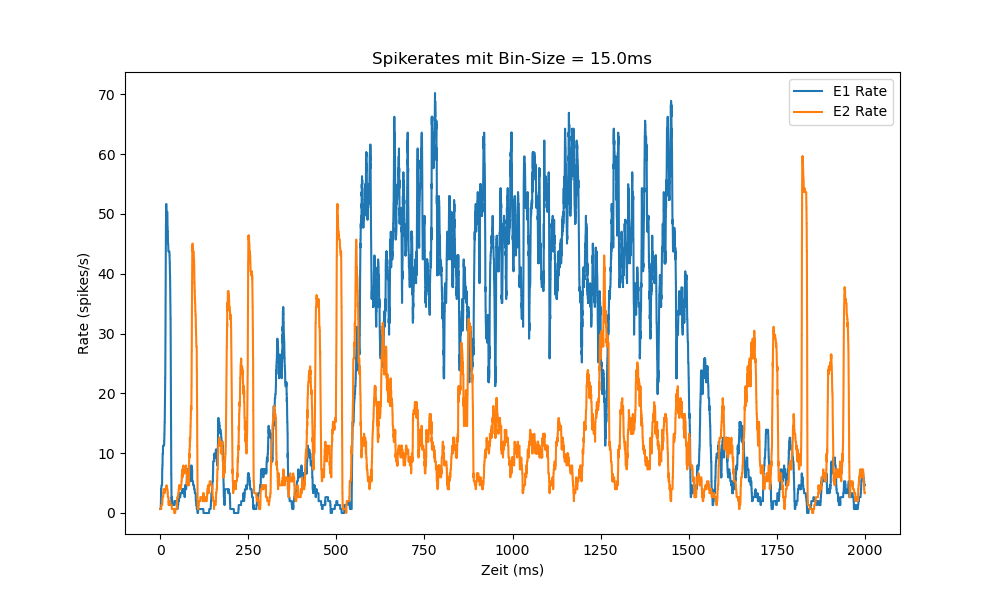 Spikerates mit Bin-Size = 15.0ms
E1 Rate
E2 Rate
Rate (spikes/s)
70
60
50
40
30
20
10
0
0 250 500 750 1000 1250 1500 1750 2000
Zeit (ms)